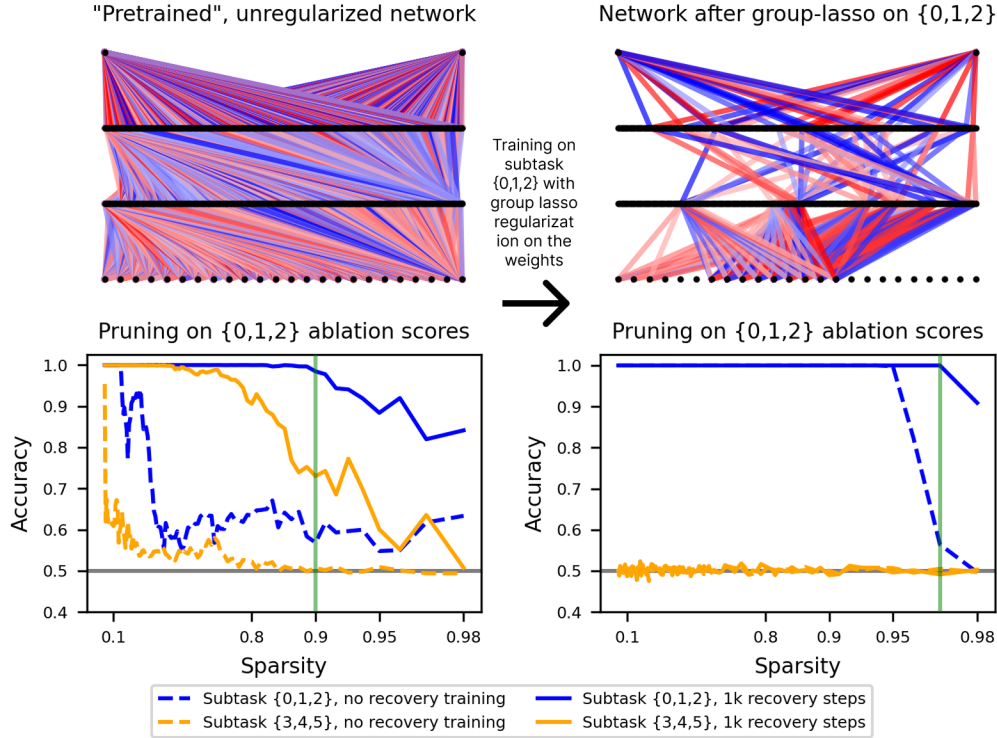 "Pretrained", unregularized network
Network after group-lasso on {0,1,2}
Training on
subtask
{0,1,2} with
group lasso
regularizat
ion on the
weights
Pruning on {0,1,2} ablation scores
Accuracy
1.0
0.9
0.8
0.7
0.6
0.5
0.4
0.1
0.8
0.9
0.95
0.98
Sparsity
Pruning on {0,1,2} ablation scores
Accuracy
1.0
0.9
0.8
0.7
0.6
0.5
0.4
0.1
0.8
0.9
0.95
0.98
Sparsity
Subtask {0,1,2}, no recovery training
Subtask {3,4,5}, no recovery training
Subtask {0,1,2}, 1k recovery steps
Subtask {3,4,5}, 1k recovery steps